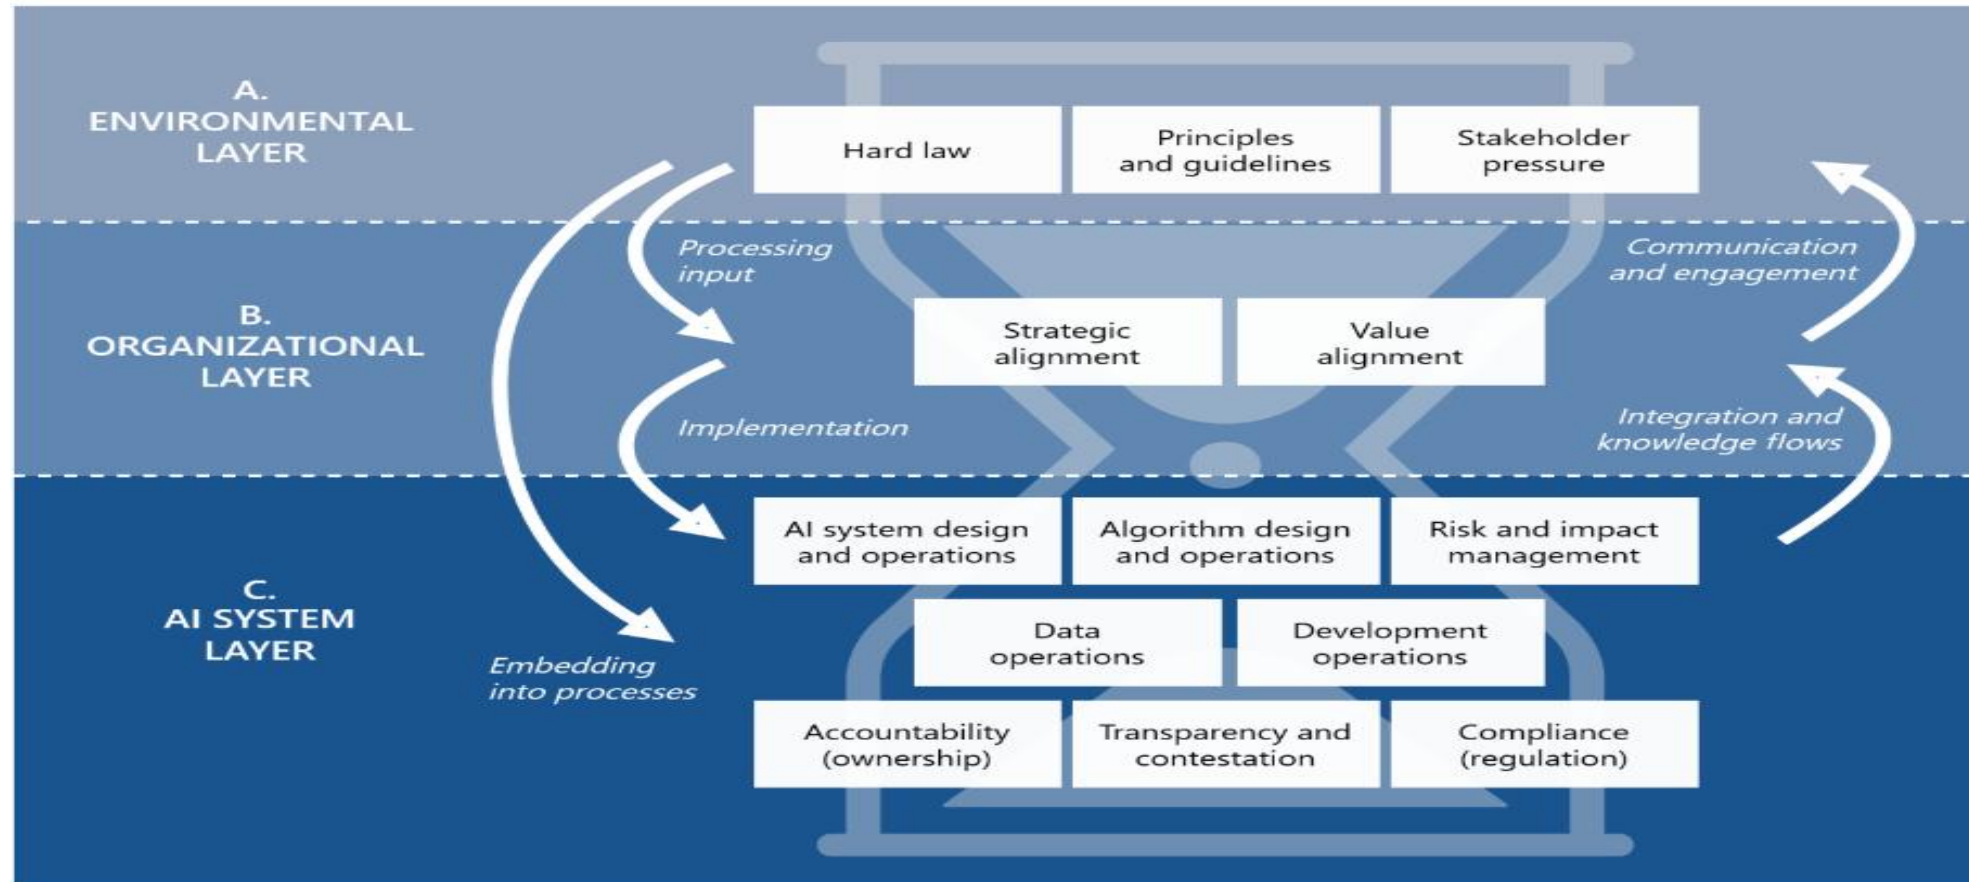 A.
ENVIRONMENTAL
LAYER
Hard law
Principles
and guidelines
Stakeholder
pressure
Processing
input
Communication
and engagement
B.
ORGANIZATIONAL
LAYER
Strategic
alignment
Value
alignment
Implementation
Integration and
knowledge flows
C.
AI SYSTEM
LAYER
AI system design
and operations
Algorithm design
and operations
Risk and impact
management
Data
operations
Development
operations
Embedding
into processes
Accountability
(ownership)
Transparency and
contestation
Compliance
(regulation)